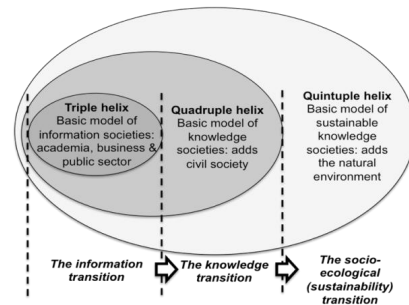 Triple helix
Basic model of
information societies:
academia, business &
public sector
Quadruple helix
Basic model of
knowledge
societies: adds
civil society
Quintuple helix
Basic model of
sustainable
knowledge
societies: adds
the natural
environment
The information
transition
The knowledge
transition
The socio-
ecological
(sustainability)
transition